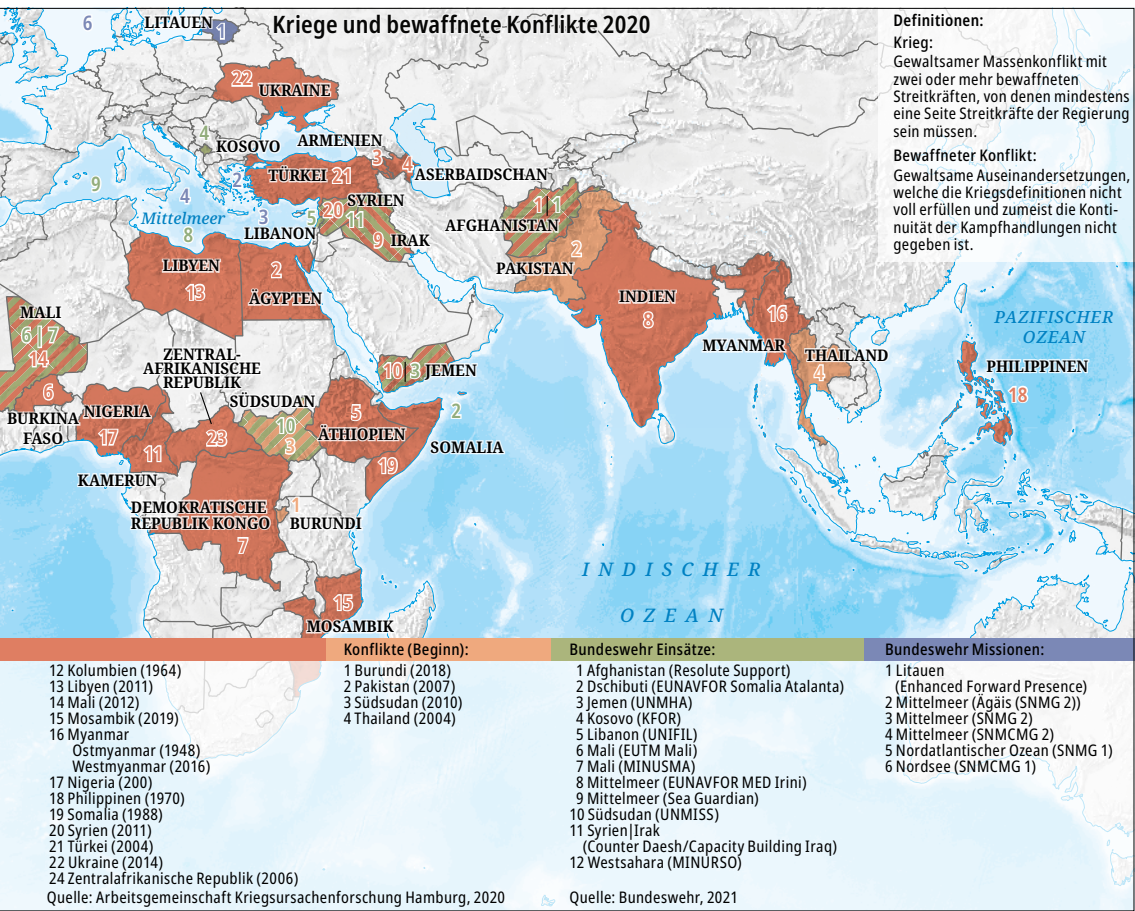 Kriege und bewaffnete Konflikte 2020
Definitionen:
Krieg:
Gewaltsamer Massenkonflikt mit
zwei oder mehr bewaffneten
Streitkräften, von denen mindestens
eine Seite Streitkräfte der Regierung
sein müssen.
Bewaffneter Konflikt:
Gewaltsame Auseinandersetzungen,
welche die Kriegsdefinitionen nicht
voll erfüllen und zumeist die Konti-
nuität der Kampfhandlungen nicht
gegeben ist.
6
LITAUEN
1
22
UKRAINE
4
KOSOVO
ARMENIEN
3
4
ASERBAIDSCHAN
9
2
TÜRKEI 21
4
SYRIEN
20
11
1|1
AFGHANISTAN
Mittelmeer
3
5
8
LIBANON
9
IRAK
2
PAKISTAN
LIBYEN
13
2
ÄGYPTEN
INDIEN
8
16
MYANMAR
PAZIFISCHER
OZEAN
MALI
6|7
14
ZENTRAL-
AFRIKANISCHE
REPUBLIK
10|3
JEMEN
THAILAND
4
PHILIPPINEN
18
6
BURKINA
FASO
NIGERIA
17
SÜDSUDAN
10
3
23
5
ÄTHIOPIEN
2
SOMALIA
19
11
KAMERUN
DEMOKRATISCHE
REPUBLIK KONGO
7
1
BURUNDI
INDISCHER
OZEAN
15
MOSAMBIK
12 Kolumbien (1964)
13 Libyen (2011)
14 Mali (2012)
15 Mosambik (2019)
16 Myanmar
Ostmyanmar (1948)
Westmyanmar (2016)
17 Nigeria (200)
18 Philippinen (1970)
19 Somalia (1988)
20 Syrien (2011)
21 Türkei (2004)
22 Ukraine (2014)
24 Zentralafrikanische Republik (2006)
Quelle: Arbeitsgemeinschaft Kriegsursachenforschung Hamburg, 2020
Konflikte (Beginn):
1 Burundi (2018)
2 Pakistan (2007)
3 Südsudan (2010)
4 Thailand (2004)
Bundeswehr Einsätze:
1 Afghanistan (Resolute Support)
2 Dschibuti (EUNAVFOR Somalia Atalanta)
3 Jemen (UNMHA)
4 Kosovo (KFOR)
5 Libanon (UNIFIL)
6 Mali (EUTM Mali)
7 Mali (MINUSMA)
8 Mittelmeer (EUNAVFOR MED Irini)
9 Mittelmeer (Sea Guardian)
10 Südsudan (UNMISS)
11 Syrien|Irak
(Counter Daesh/Capacity Building Iraq)
12 Westsahara (MINURSO)
Quelle: Bundeswehr, 2021
Bundeswehr Missionen:
1 Litauen
(Enhanced Forward Presence)
2 Mittelmeer (Ägäis (SNMG 2))
3 Mittelmeer (SNMG 2)
4 Mittelmeer (SNMCMG 2)
5 Nordatlantischer Ozean (SNMG 1)
6 Nordsee (SNMCMG 1)